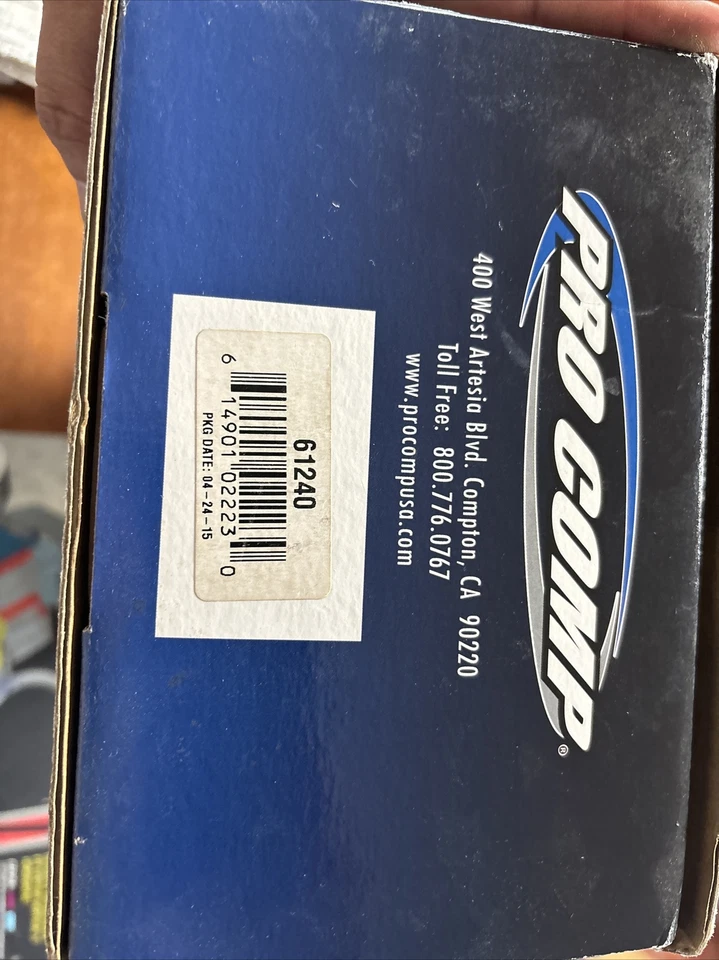 PRO COMP®
400 West Artesia Blvd. Compton, CA 90220
Toll Free: 800.776.0767
www.procompusa.com
61240
6 14901 02223 0
PKG DATE: 04-24-15